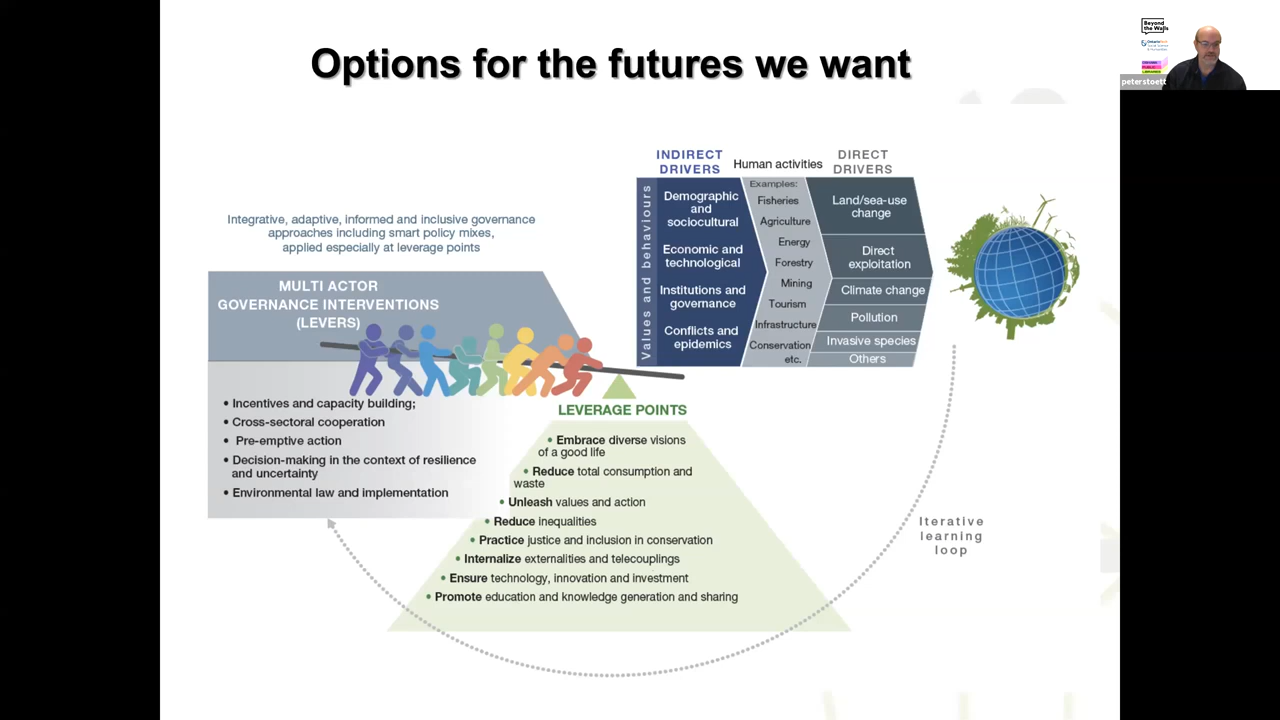 Options for the futures we want
Beyond
the Walls
peterstoett
INDIRECT
DRIVERS
Human activities
DIRECT
DRIVERS
Values and behaviours
Demographic
and
sociocultural
Economic and
technological
Institutions and
governance
Conflicts and
epidemics
Examples:
Fisheries
Agriculture
Energy
Forestry
Mining
Tourism
Infrastructure
Conservation
etc.
Land/sea-use
change
Direct
exploitation
Climate change
Pollution
Invasive species
Others
Integrative, adaptive, informed and inclusive governance
approaches including smart policy mixes,
applied especially at leverage points
MULTI ACTOR
GOVERNANCE INTERVENTIONS
(LEVERS)
• Incentives and capacity building;
• Cross-sectoral cooperation
• Pre-emptive action
• Decision-making in the context of resilience
and uncertainty
• Environmental law and implementation
LEVERAGE POINTS
• Embrace diverse visions
of a good life
• Reduce total consumption and
waste
• Unleash values and action
• Reduce inequalities
• Practice justice and inclusion in conservation
• Internalize externalities and telecouplings
• Ensure technology, innovation and investment
• Promote education and knowledge generation and sharing
Iterative
learning
loop